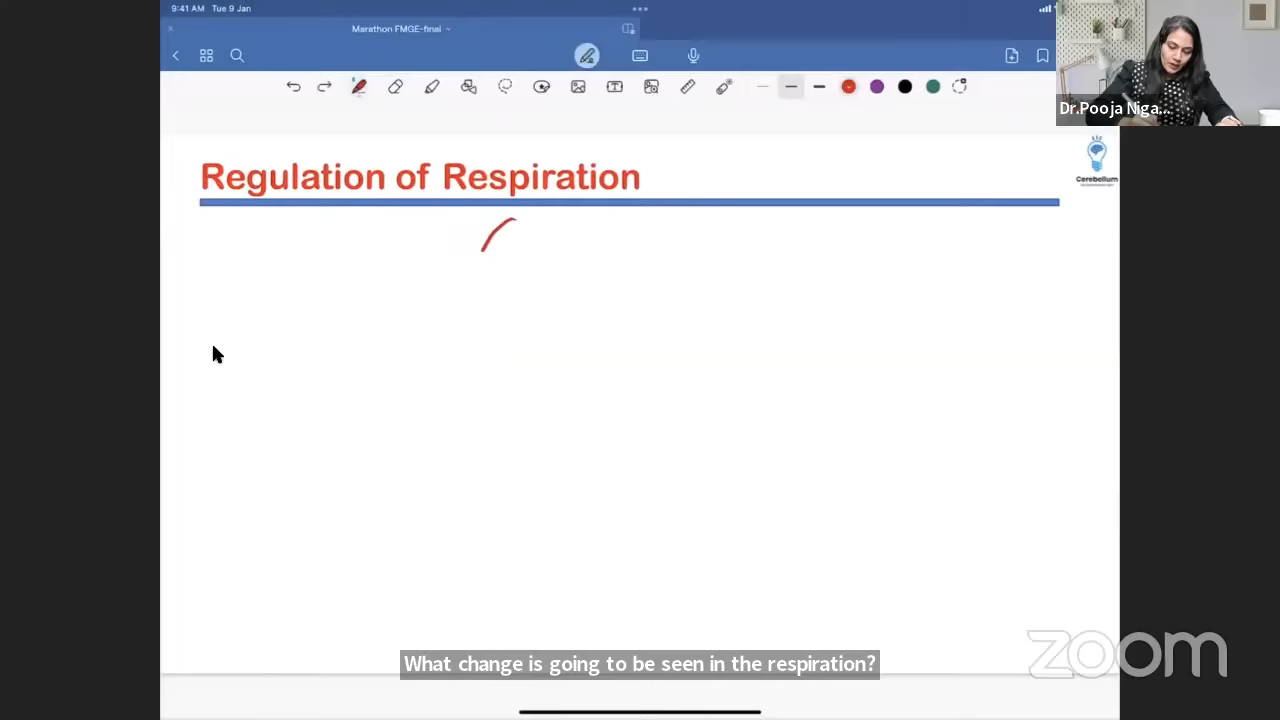 9:41 AM Tue 9 Jan
Marathon FMGE-final
Dr.Pooja Niga...
Cerebellum
Regulation of Respiration
What change is going to be seen in the respiration?
zoom